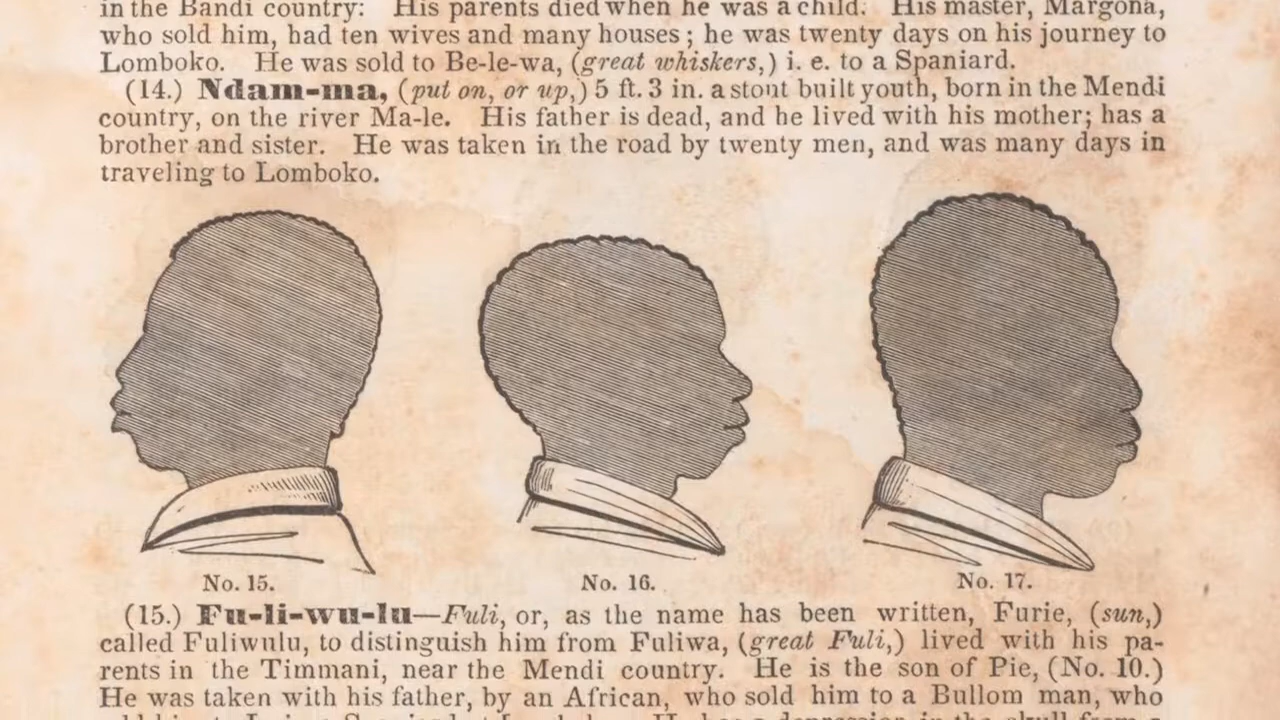 in the Bandi country: His parents died when he was a child. His master, Margona,
who sold him, had ten wives and many houses; he was twenty days on his journey to
Lomboko. He was sold to Be-le-wa, (great whiskers,) i. e. to a Spaniard.
(14.) Ndam-ma, (put on, or up,) 5 ft. 3 in. a stout built youth, born in the Mendi
country, on the river Ma-le. His father is dead, and he lived with his mother; has a
brother and sister. He was taken in the road by twenty men, and was many days in
traveling to Lomboko.
No. 15.
No. 16.
No. 17.
(15.) Fu-li-wu-lu—Fuli, or, as the name has been written, Furie, (sun,)
called Fuliwulu, to distinguish him from Fuliwa, (great Fuli,) lived with his pa-
rents in the Timmani, near the Mendi country. He is the son of Pie, (No. 10.)
He was taken with his father, by an African, who sold him to a Bullom man, who